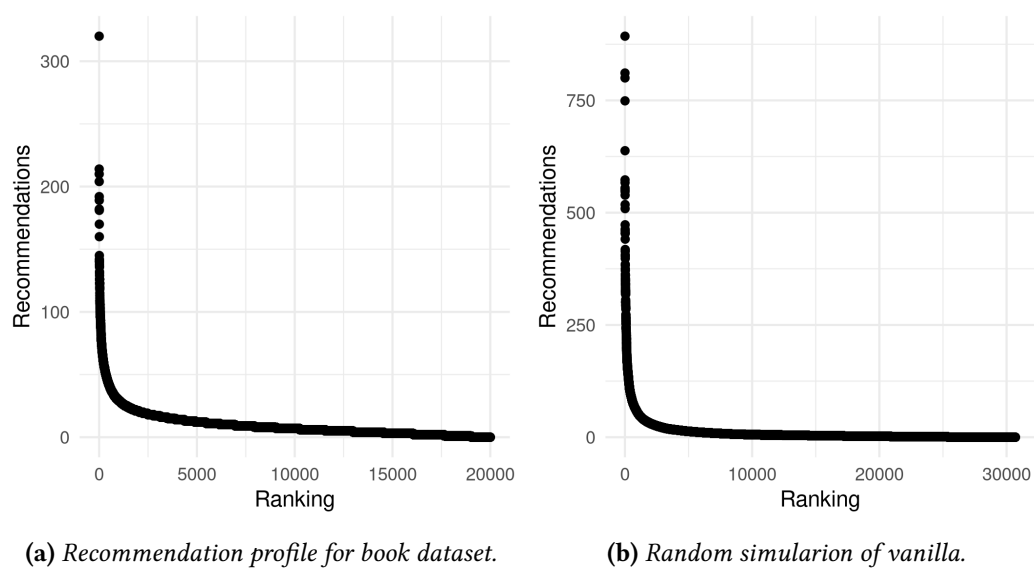 300
200
100
0
Recommendations
0 5000 10000 15000 20000
Ranking
(a) Recommendation profile for book dataset.
750
500
250
0
Recommendations
0 10000 20000 30000
Ranking
(b) Random simularion of vanilla.